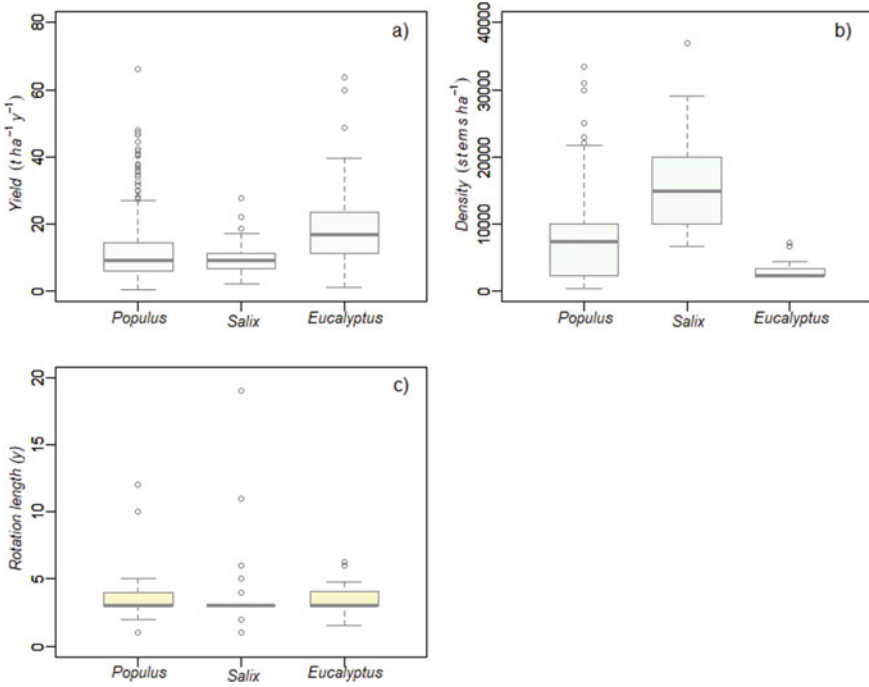 a)
80
60
40
20
0
Yield (t ha⁻¹ y⁻¹)
Populus Salix Eucalyptus
b)
40000
30000
20000
10000
0
Density (stems ha⁻¹)
Populus Salix Eucalyptus
c)
20
15
10
5
0
Rotation length (y)
Populus Salix Eucalyptus